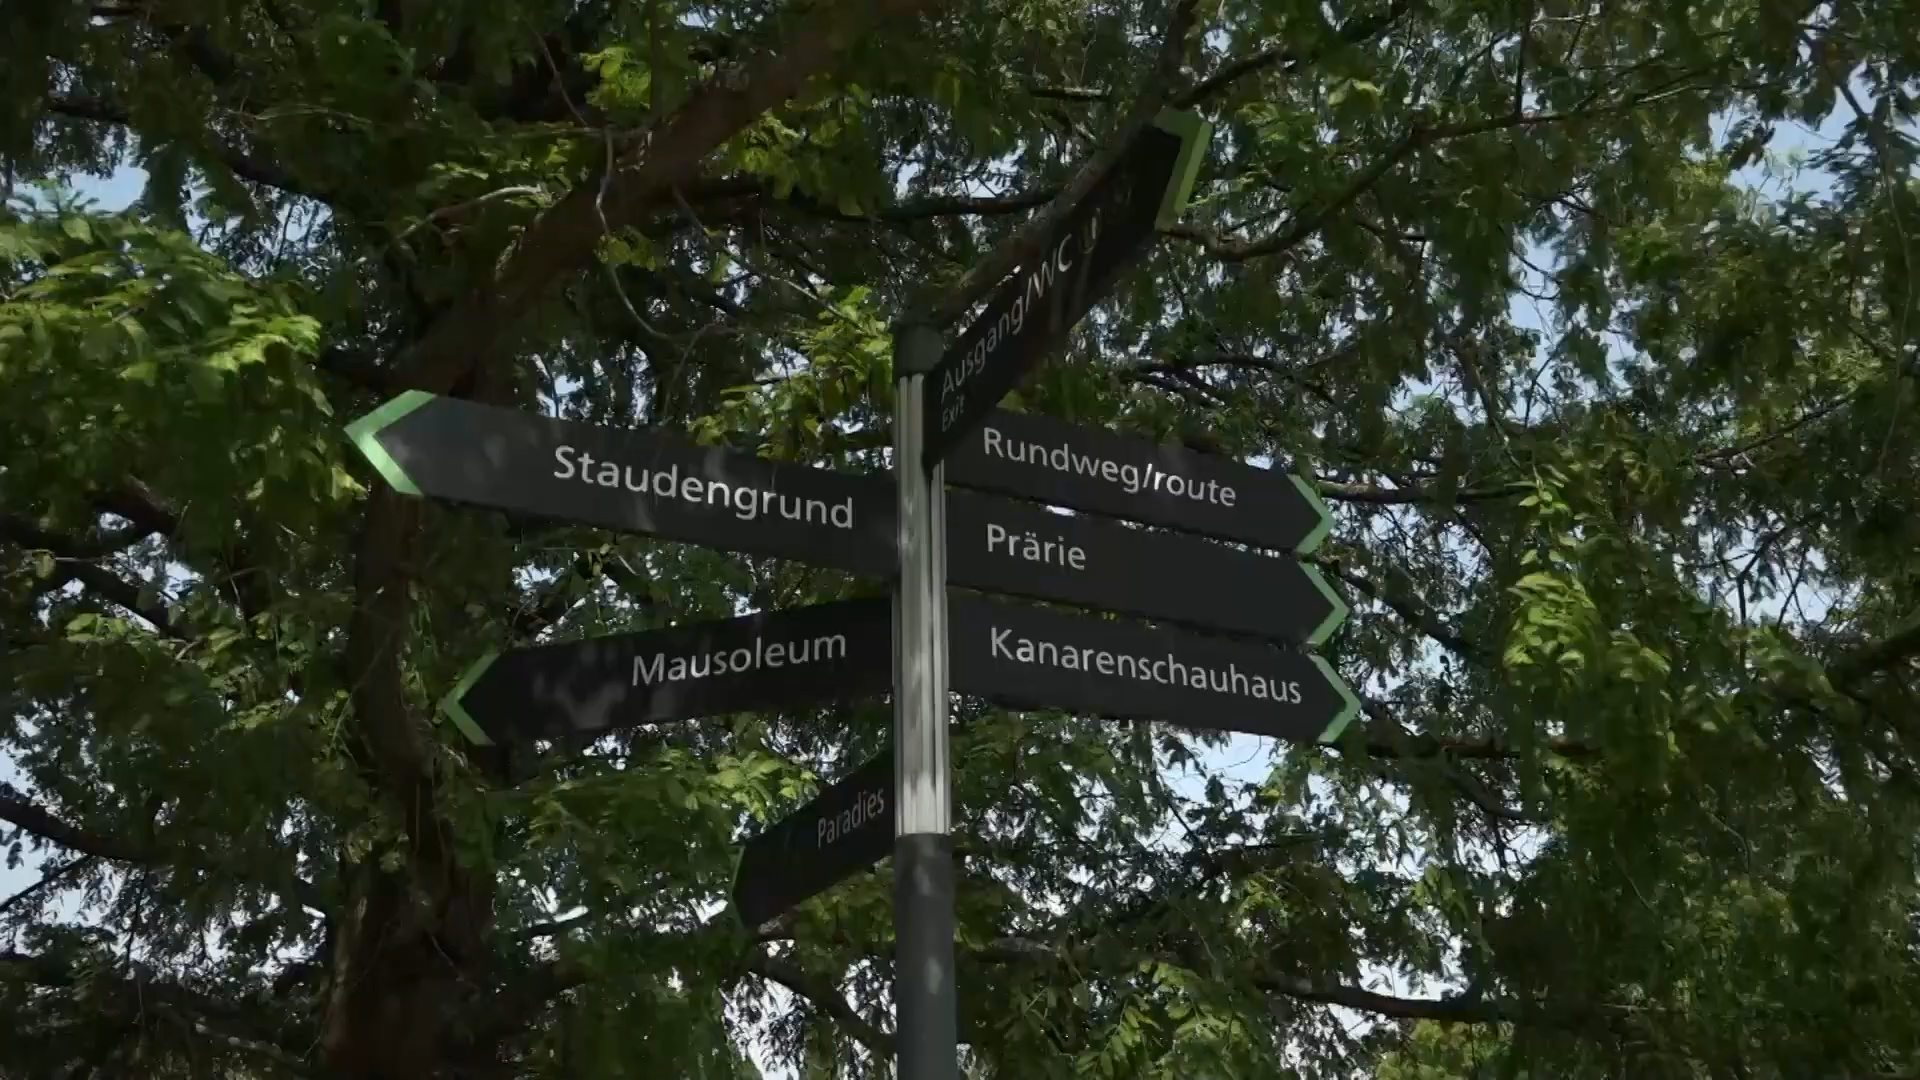 Ausgang/WC
Exit
Staudengrund
Rundweg/route
Prärie
Mausoleum
Kanarenschauhaus
Paradies